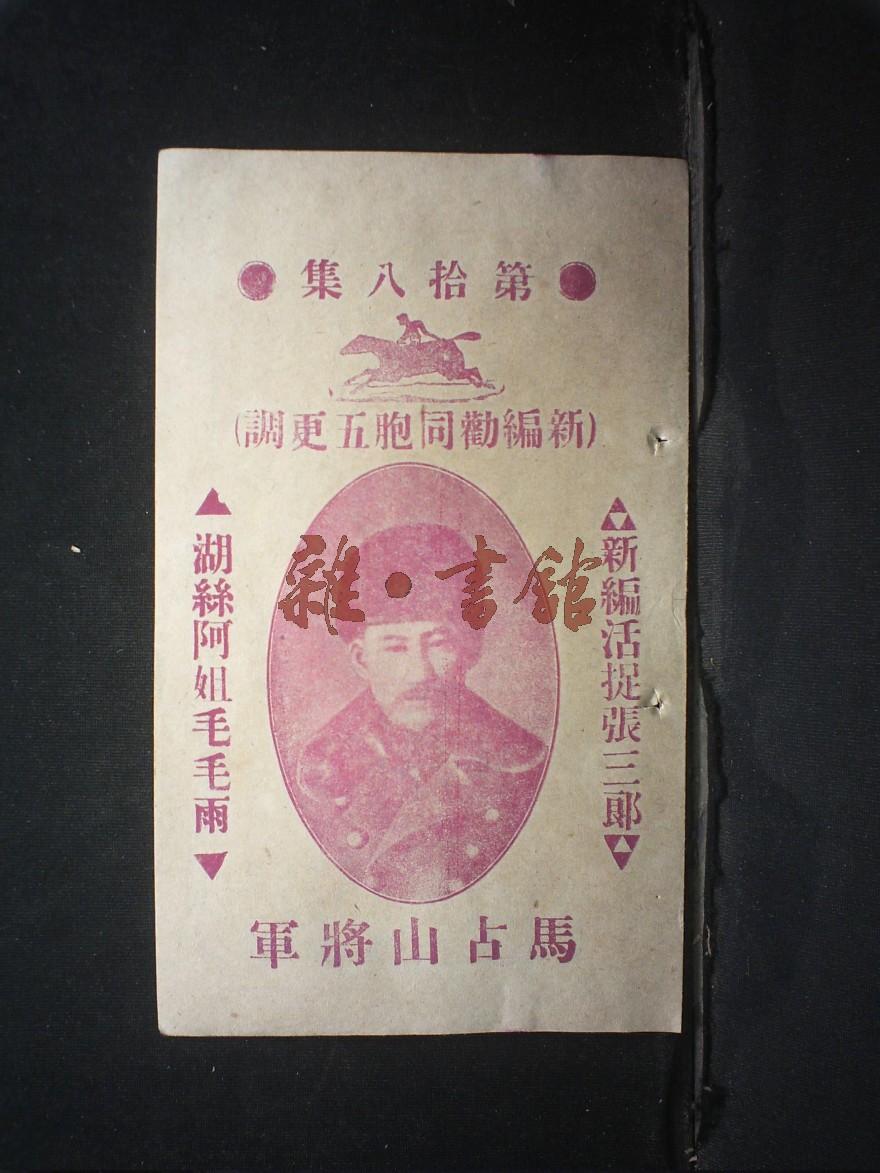 第拾八集
(新編勸同胞五更調)
新編活捉張三郎
雜·書館
湖絲阿姐毛毛雨
馬占山將軍